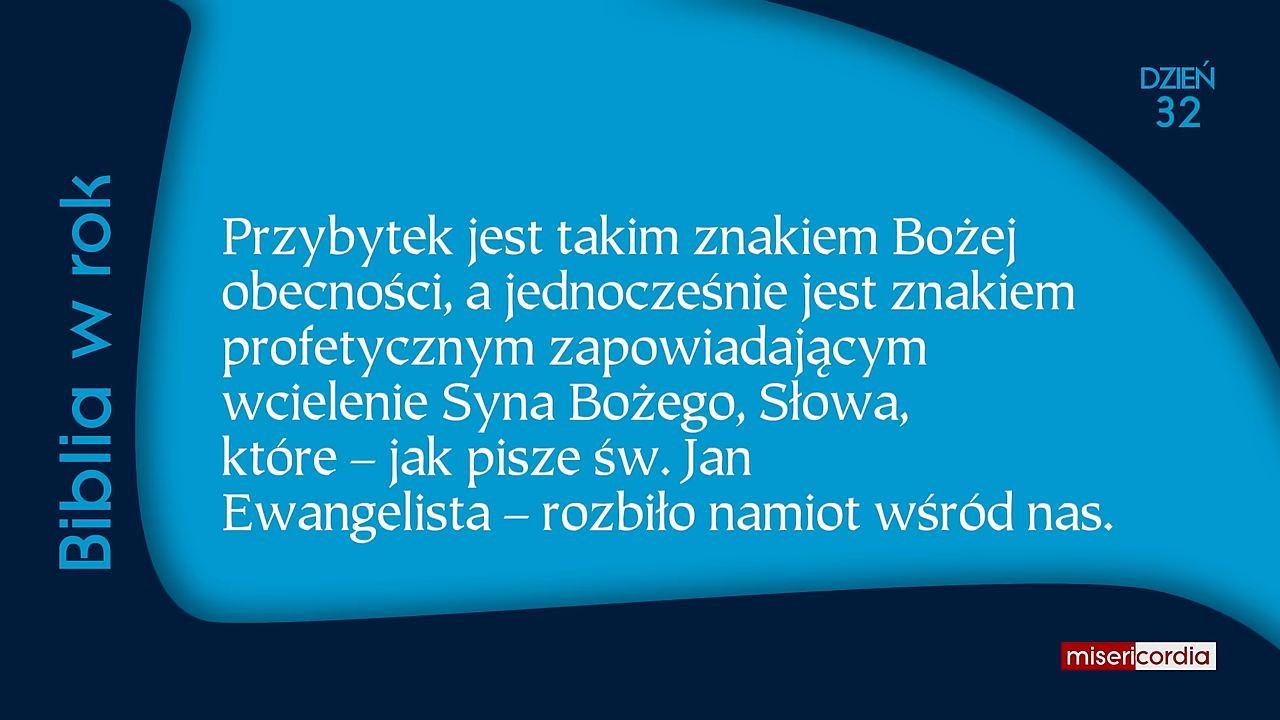 DZIEŃ
32
Biblia w rok
Przybytek jest takim znakiem Bożej
obecności, a jednocześnie jest znakiem
profetycznym zapowiadającym
wcielenie Syna Bożego, Słowa,
które – jak pisze św. Jan
Ewangelista – rozbiło namiot wśród nas.
misericordia